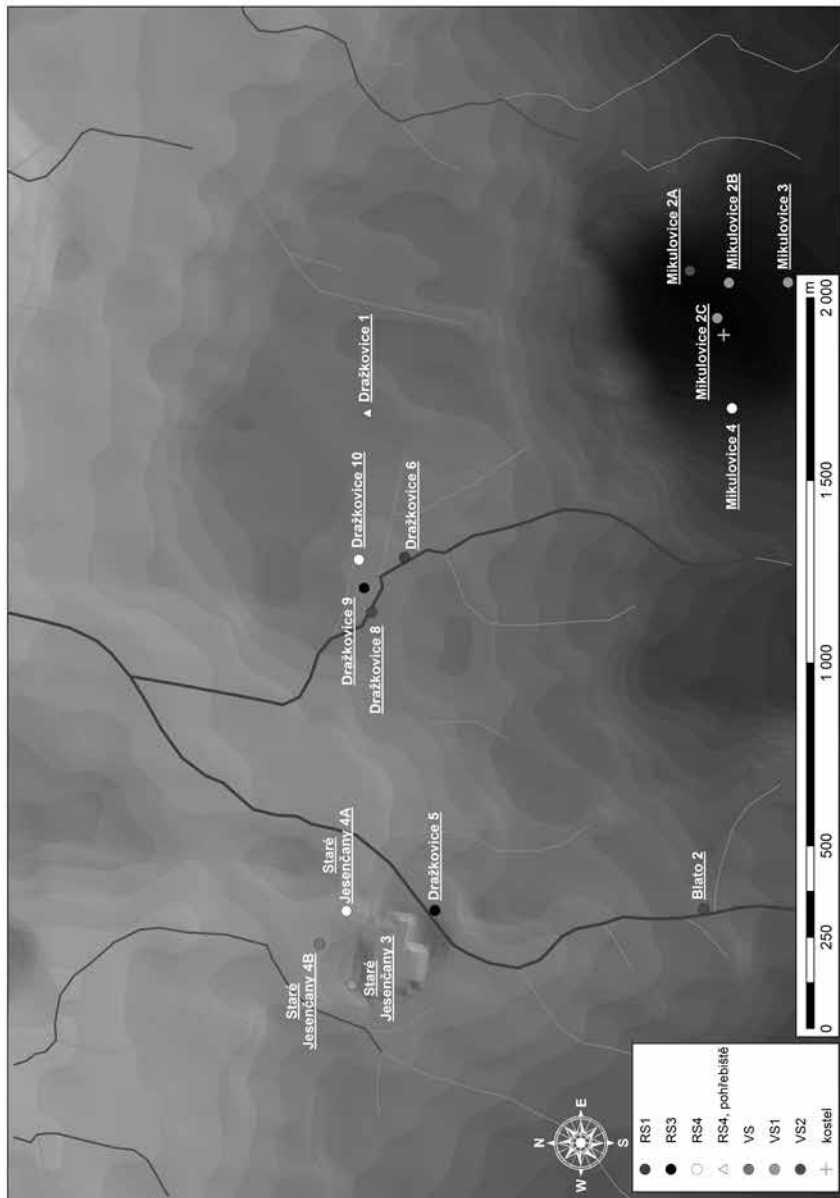 Staré
Jesenčany 4B
Staré
Jesenčany 4A
Staré
Jesenčany 3
Dražkovice 5
Blato 2
Dražkovice 9
Dražkovice 8
Dražkovice 10
Dražkovice 6
Dražkovice 1
Mikulovice 2A
Mikulovice 2B
Mikulovice 2C
Mikulovice 3
Mikulovice 4
N
W
E
S
RS1
RS3
RS4
RS4, pohřebiště
VS
VS1
VS2
kostel
0
500
1 000
1 500
2 000
m